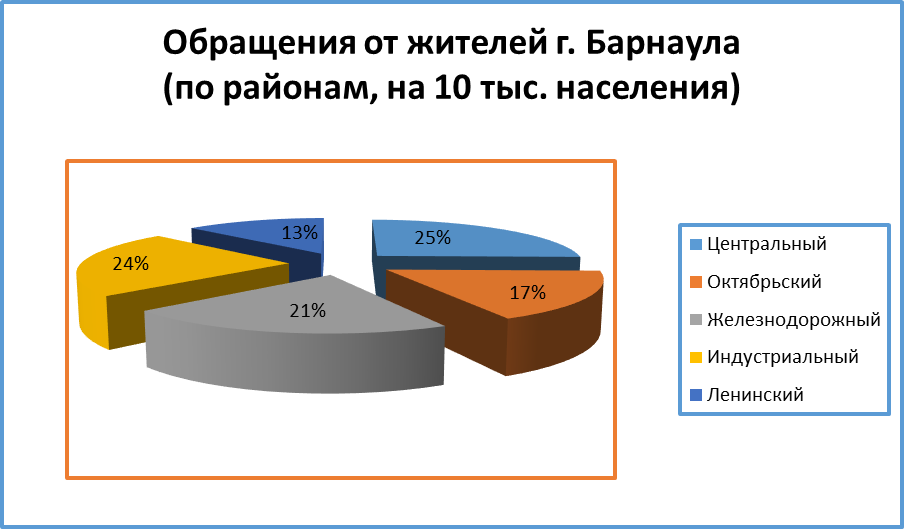 Обращения от жителей г. Барнаула
(по районам, на 10 тыс. населения)
13%
25%
24%
17%
21%
Центральный
Октябрьский
Железнодорожный
Индустриальный
Ленинский